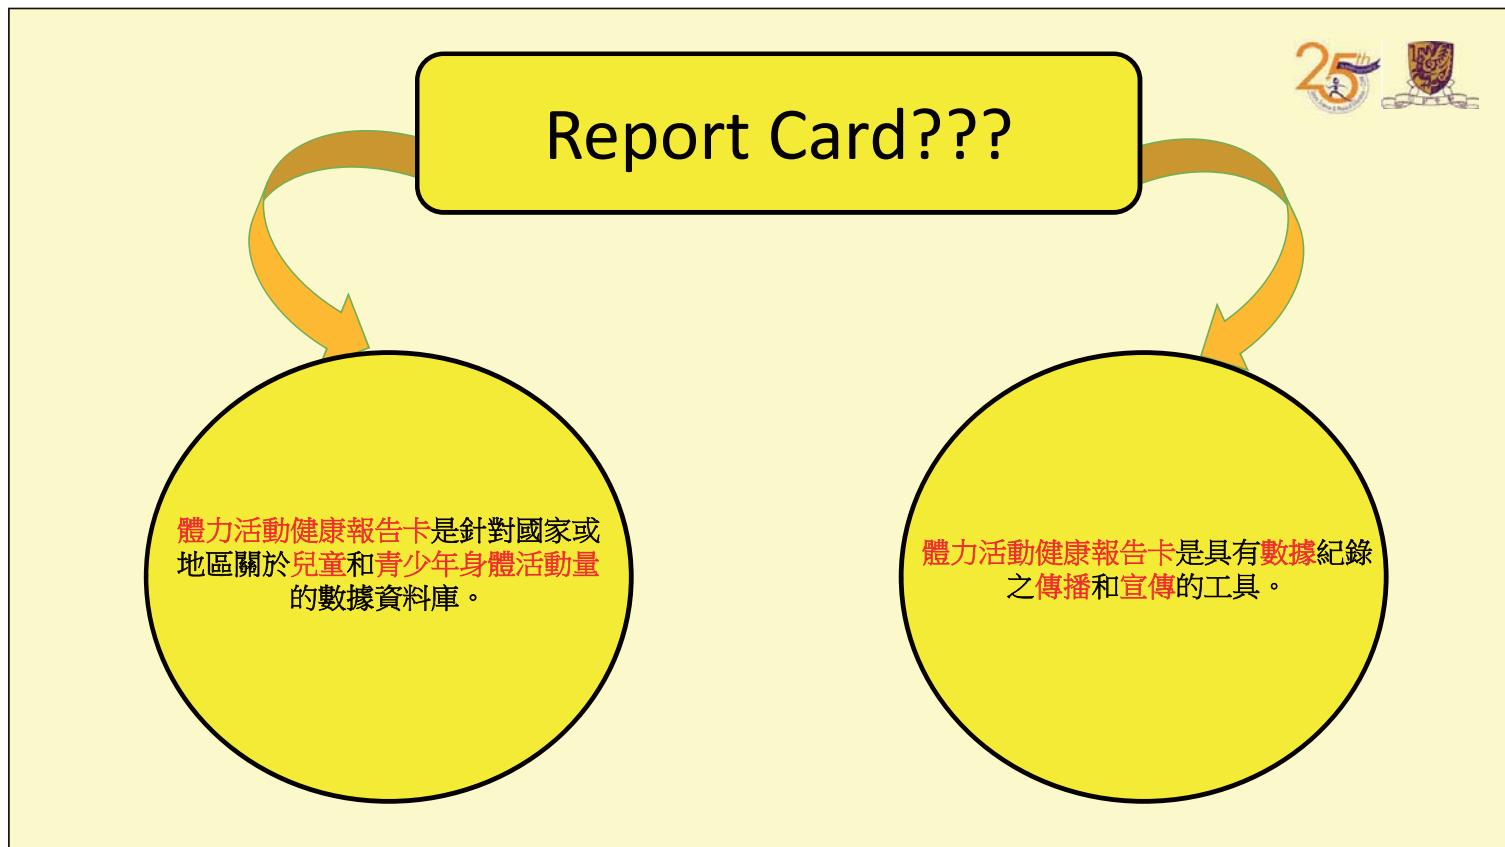 Report Card???
25th
體力活動健康報告卡是針對國家或
地區關於兒童和青少年身體活動量
的數據資料庫。
體力活動健康報告卡是具有數據紀錄
之傳播和宣傳的工具。